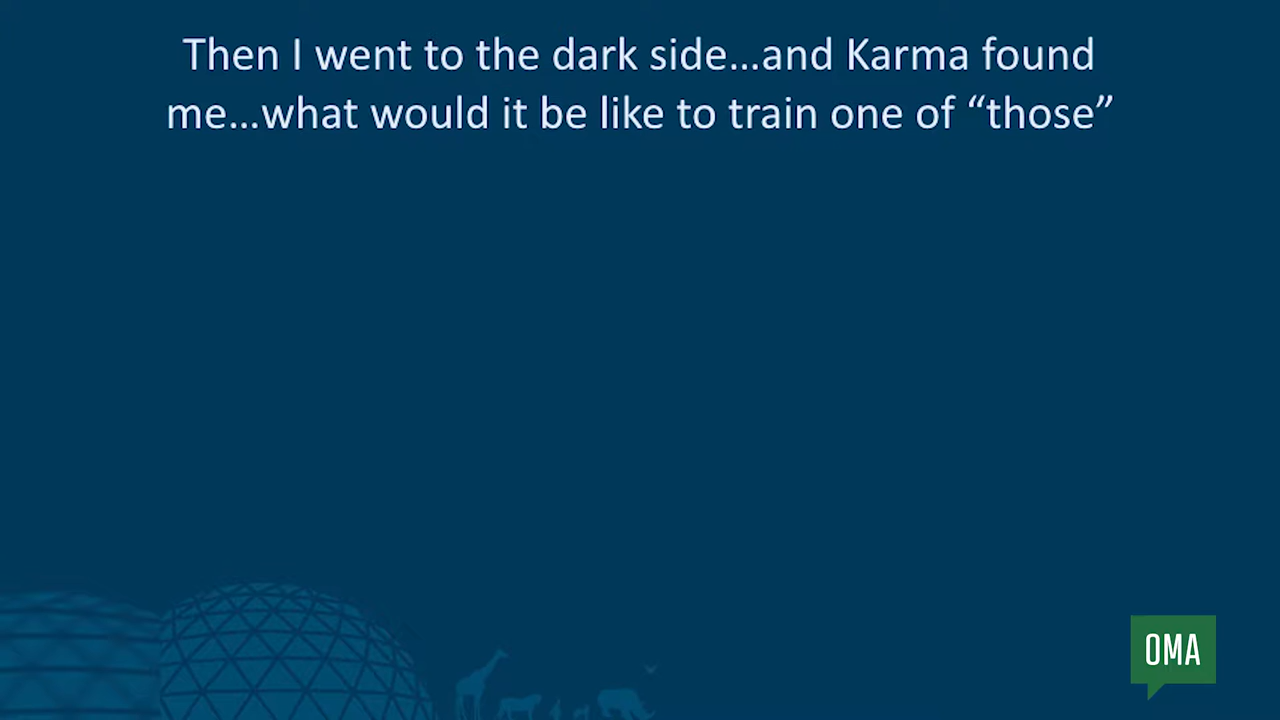 Then I went to the dark side…and Karma found
me…what would it be like to train one of “those”
OMA